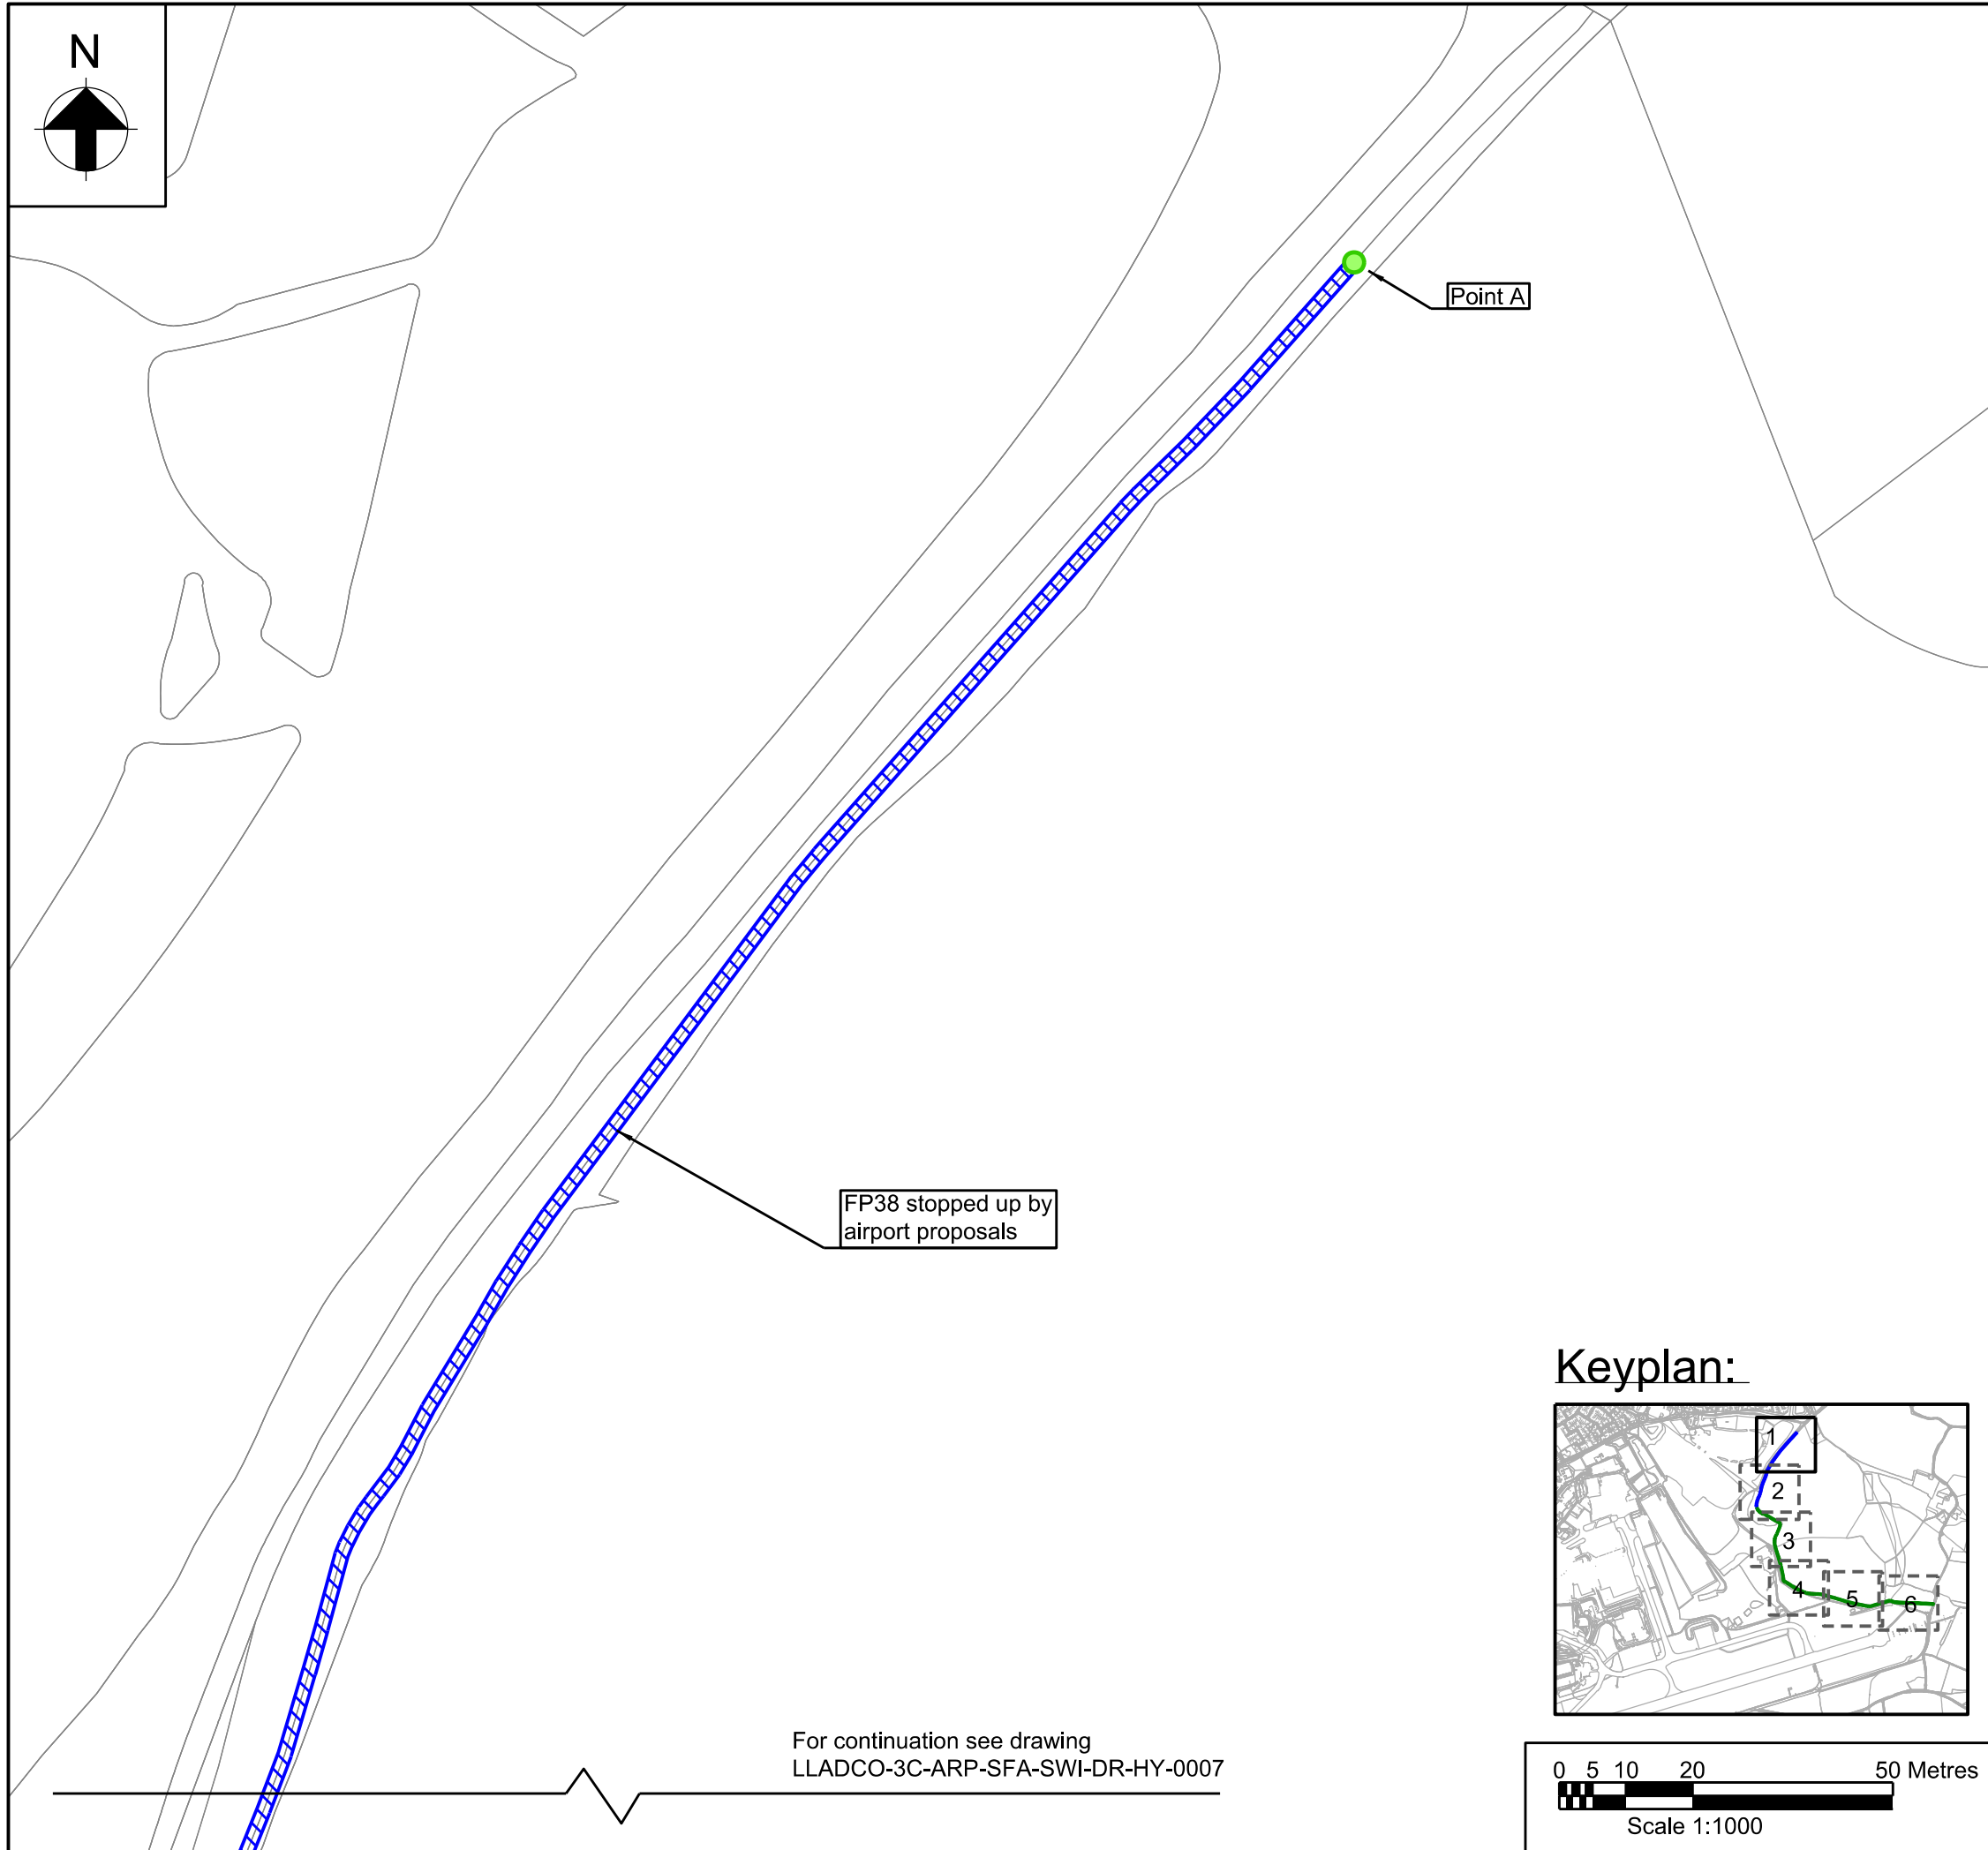 N
Point A
FP38 stopped up by
airport proposals
For continuation see drawing
LLADCO-3C-ARP-SFA-SWI-DR-HY-0007
Keyplan:
1
2
3
4
5
6
0 5 10 20 50 Metres
Scale 1:1000